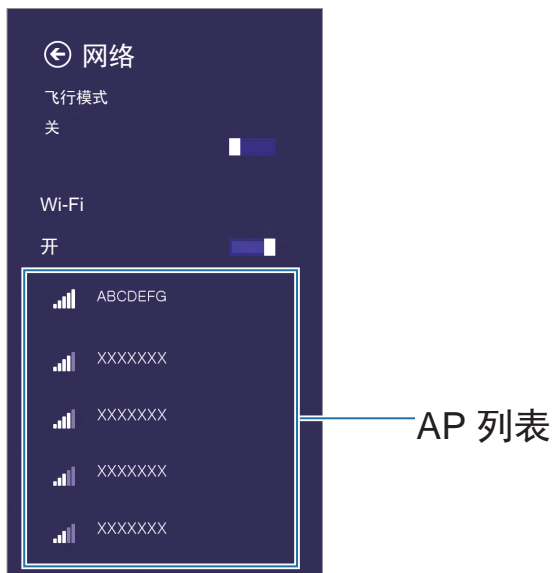 网络
飞行模式
关
Wi-Fi
开
ABCDEFG
XXXXXXX
XXXXXXX
AP 列表
XXXXXXX
XXXXXXX